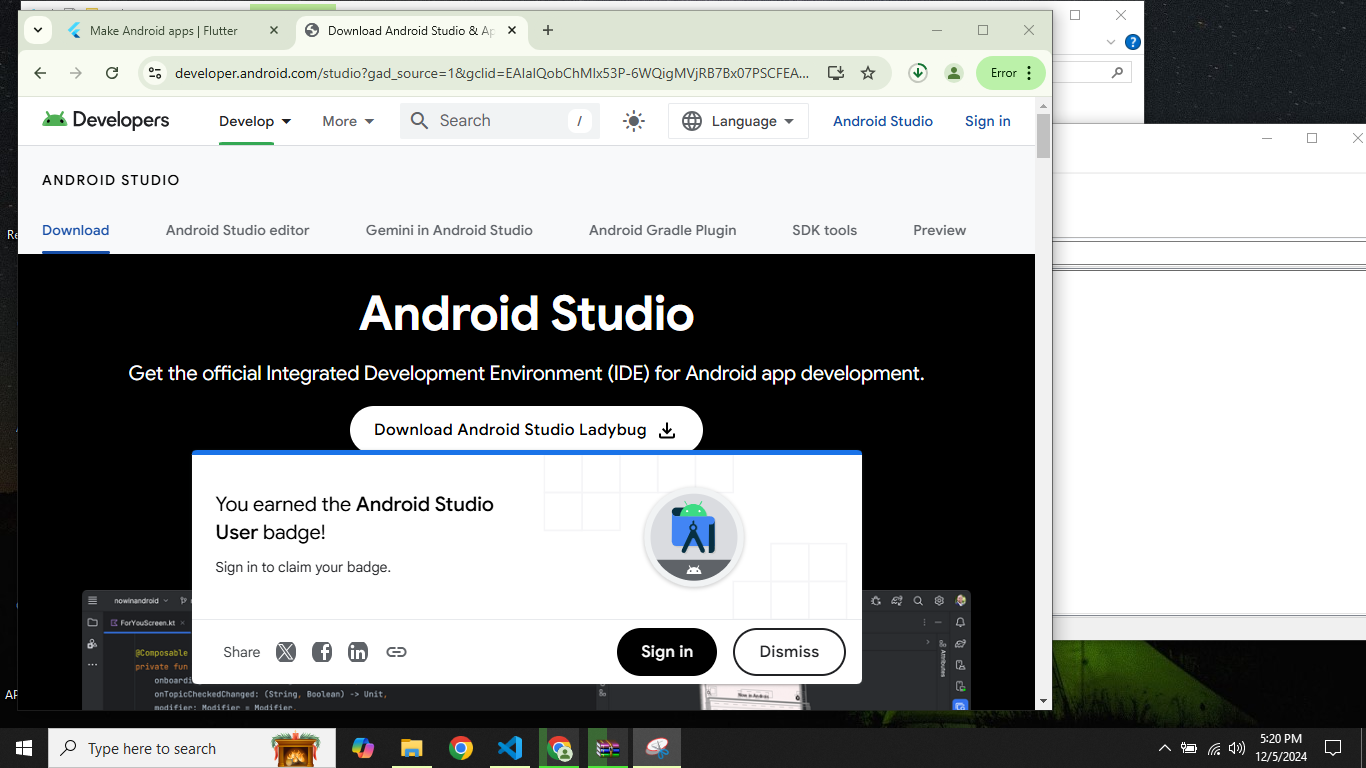 Make Android apps | Flutter
Download Android Studio & Ap
developer.android.com/studio?gad_source=1&gclid=EAIaIQobChMIx53P-6WQigMVjRB7Bx07PSCFEA...
Error
Developers
Develop
More
Search
/
Language
Android Studio
Sign in
ANDROID STUDIO
Download
Android Studio editor
Gemini in Android Studio
Android Gradle Plugin
SDK tools
Preview
Re
Android Studio
Get the official Integrated Development Environment (IDE) for Android app development.
Download Android Studio Ladybug
You earned the Android Studio
User badge!
Sign in to claim your badge.
nowinandroid
ForYouScreen.kt
Attributes
@Composable
private fun
onboardin
onTopicCheckedChanged: (String, Boolean) -> Unit,
modifier: Modifier = Modifier,
Share
Sign in
Dismiss
AP
Type here to search
5:20 PM
12/5/2024